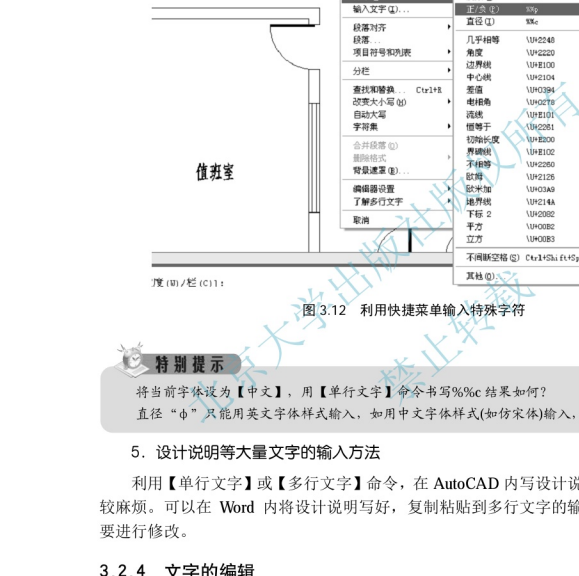 正/负(P) %%p
输入文字(I)...
直径(I) %%c
段落对齐
几乎相等 \U+2248
段落...
角度 \U+2220
项目符号和列表
边界线 \U+E100
中心线 \U+2104
分栏
差值 \U+0394
查找和替换... Ctrl+R
电相角 \U+0278
改变大小写(H)
流线 \U+E101
自动大写
恒等于 \U+2261
字符集
初始长度 \U+E200
合并段落(O)
界碑线 \U+E102
删除格式
不相等 \U+2260
背景遮罩(B)...
欧姆 \U+2126
编辑器设置
欧米加 \U+03A9
了解多行文字
地界线 \U+214A
取消
下标 2 \U+2082
平方 \U+00B2
立方 \U+00B3
不间断空格(S) Ctrl+Shift+Sp
其他(O)...
值班室
度(W)/栏(C)]:
图 3.12 利用快捷菜单输入特殊字符
特别提示
将当前字体设为【中文】，用【单行文字】命令书写%%c 结果如何？
直径“φ”只能用英文字体样式输入，如用中文字体样式(如仿宋体)输入，
5. 设计说明等大量文字的输入方法
利用【单行文字】或【多行文字】命令，在 AutoCAD 内写设计说
较麻烦。可以在 Word 内将设计说明写好，复制粘贴到多行文字的输
要进行修改。
3.2.4 文字的编辑
北京大学出版社版权所有
禁止转载